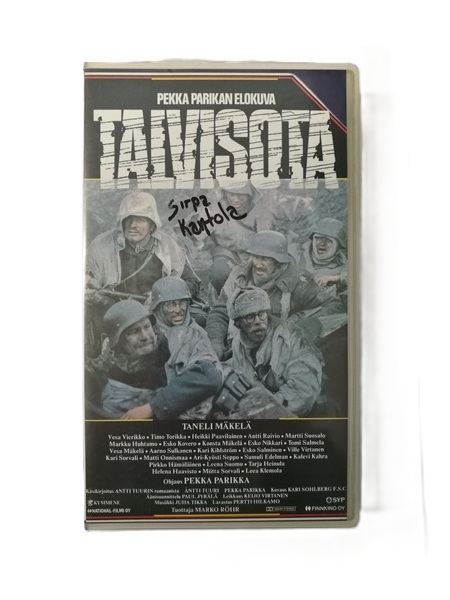 PEKKA PARIKAN ELOKUVA
TALVISOTA
Sirpa
Kartola
TANELI MÄKELÄ
Vesa Vierikko • Timo Torikka • Heikki Paavilainen • Antti Raivio • Martti Suosalo
Markku Huhtamo • Esko Kovero • Konsta Mäkelä • Esko Nikkari • Tomi Salmela
Vesa Mäkelä • Aarno Sulkanen • Kari Kihlström • Esko Salminen • Ville Virtanen
Kari Sorvali • Matti Onnismaa • Ari-Kyösti Seppo • Samuli Edelman • Kalevi Kahra
Pirkko Hämäläinen • Leena Suomu • Tarja Heinula
Helena Haavisto • Miitta Sorvali • Leea Klemola
Ohjaus PEKKA PARIKKA
Käsikirjoitus ANTTI TUURIN romaanista ANTTI TUURI PEKKA PARIKKA Kuvaus KARI SOHLBERG F.S.C
Äänisuunnittelu PAUL JYRÄLÄ Leikkaus KEIJO VIRTANEN
KYMMENE Musiikki JUHA TIKKA Lavastus PERTTI HILKAMO SYP
NATIONAL-FILMI OY Tuottaja MARKO RÖHR FINNKINO OY